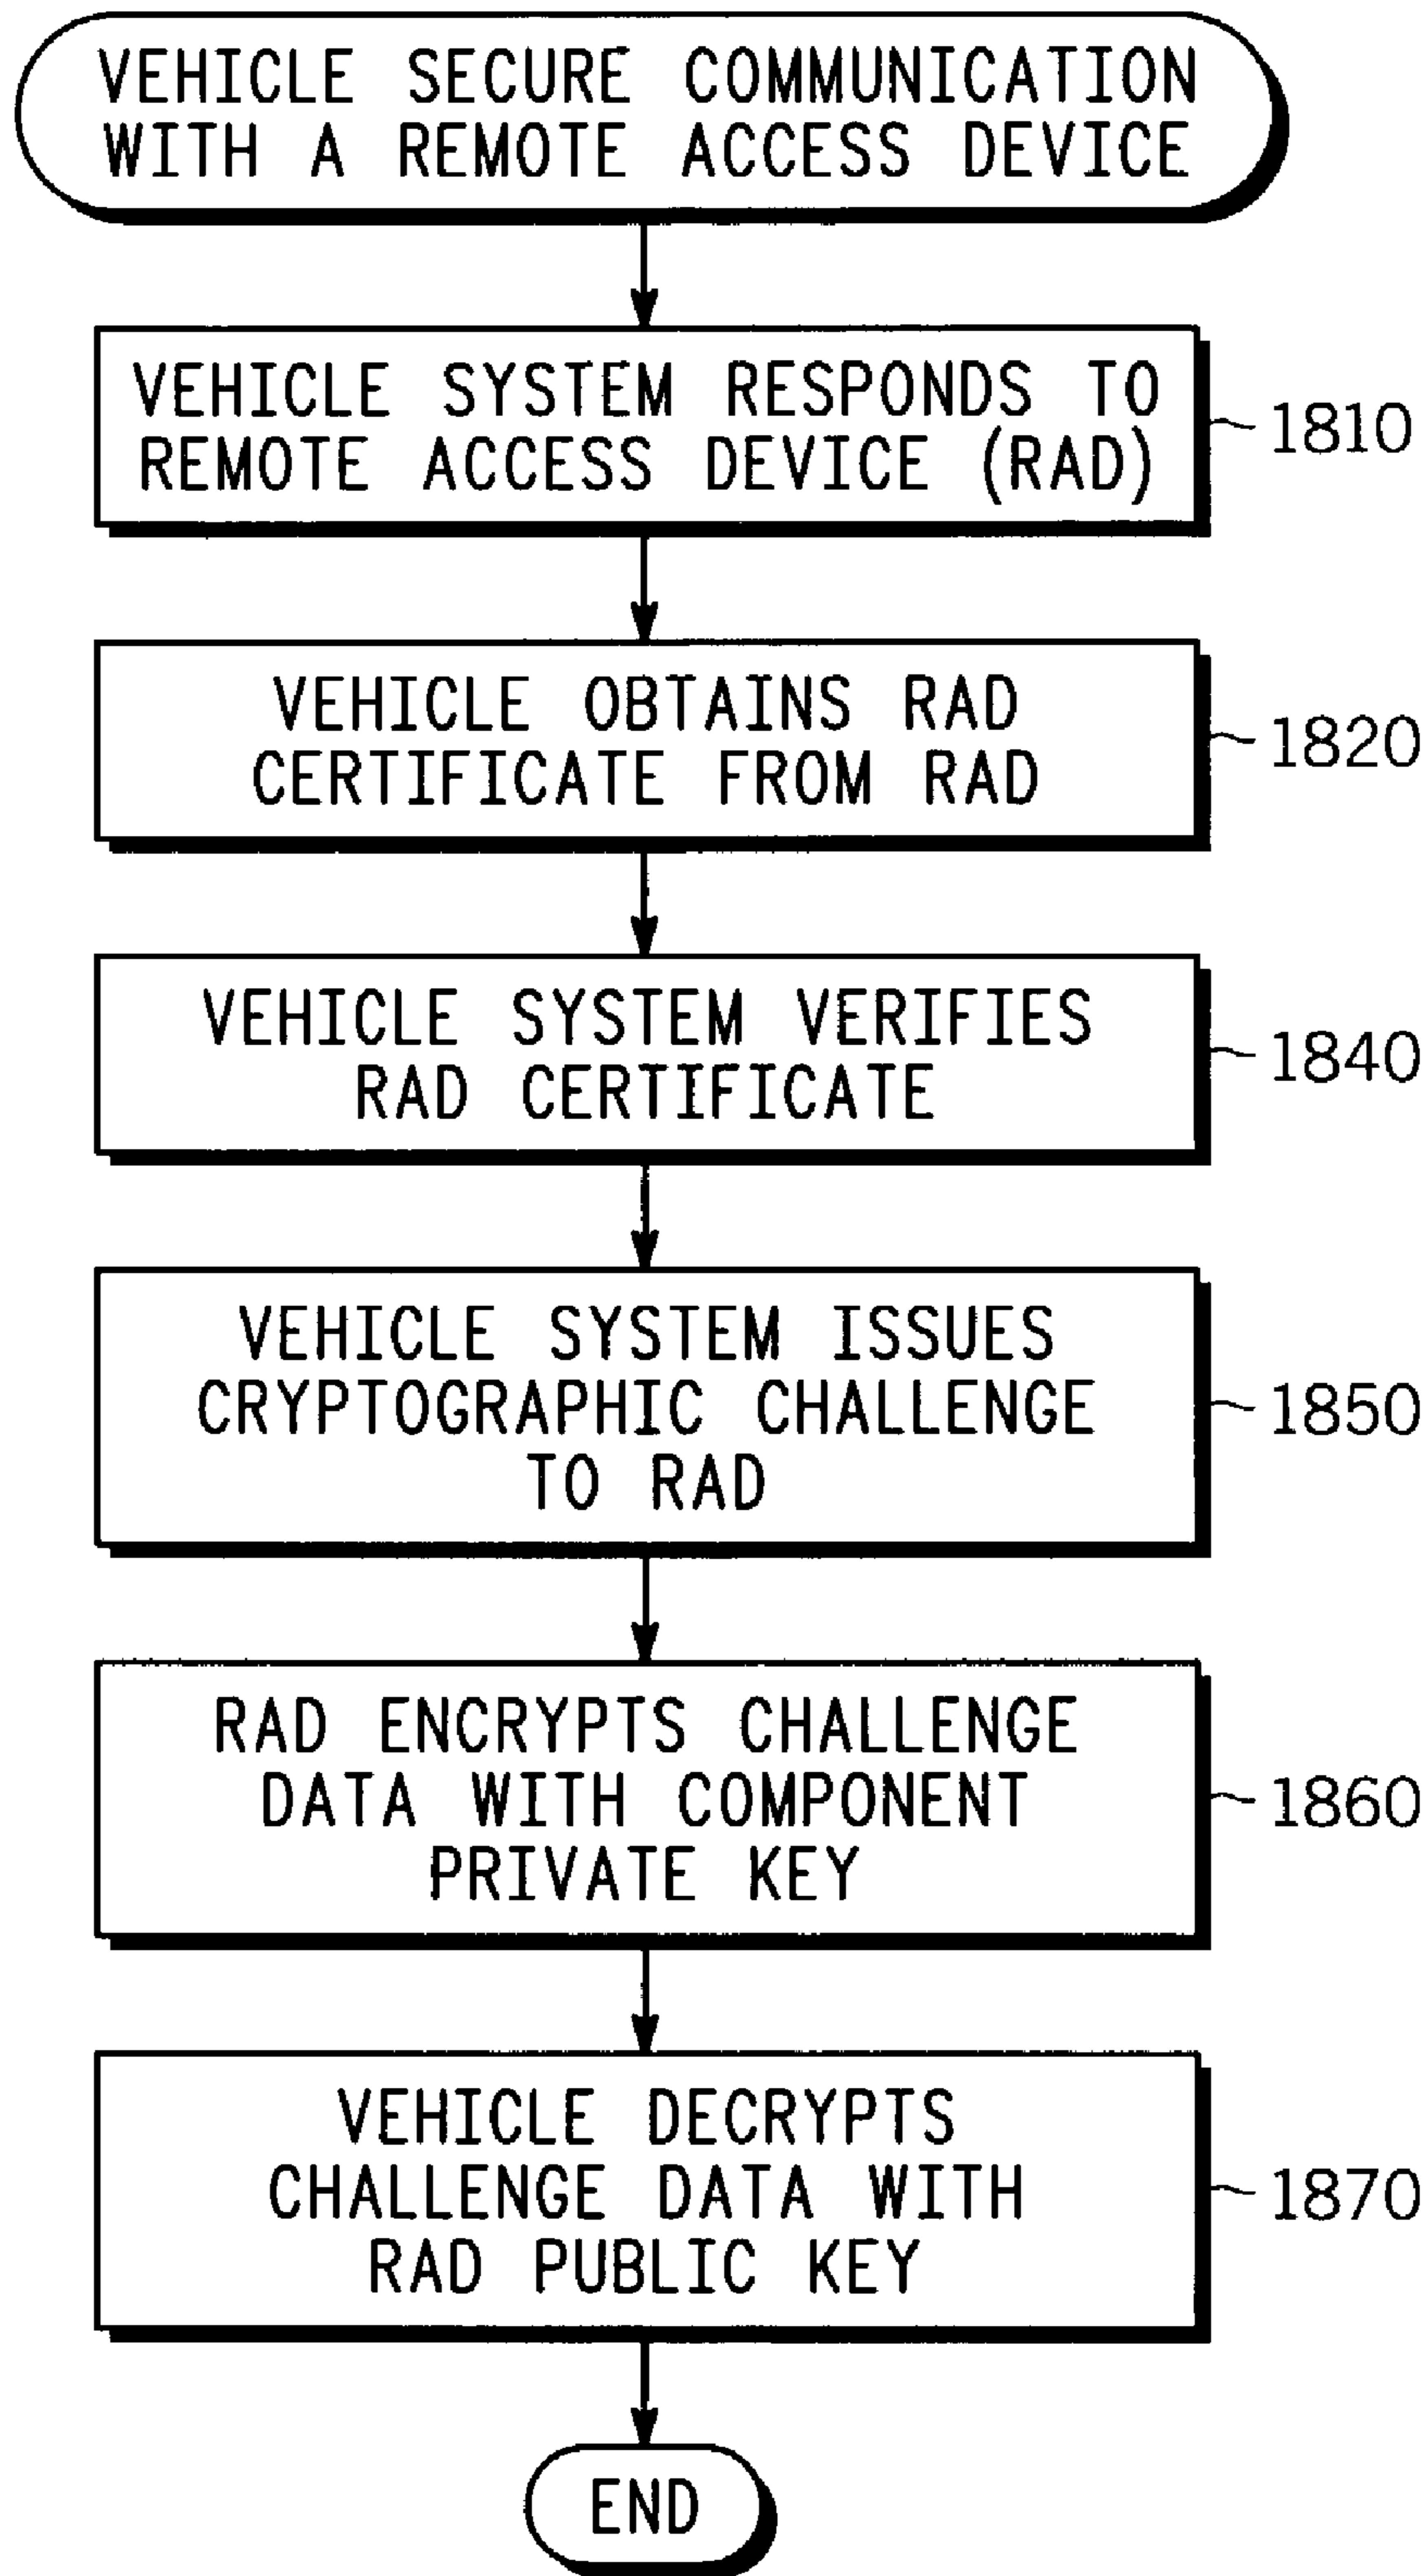 VEHICLE SECURE COMMUNICATION
WITH A REMOTE ACCESS DEVICE
VEHICLE SYSTEM RESPONDS TO
REMOTE ACCESS DEVICE (RAD)
1810
VEHICLE OBTAINS RAD
CERTIFICATE FROM RAD
1820
VEHICLE SYSTEM VERIFIES
RAD CERTIFICATE
1840
VEHICLE SYSTEM ISSUES
CRYPTOGRAPHIC CHALLENGE
TO RAD
1850
RAD ENCRYPTS CHALLENGE
DATA WITH COMPONENT
PRIVATE KEY
1860
VEHICLE DECRYPTS
CHALLENGE DATA WITH
RAD PUBLIC KEY
1870
END